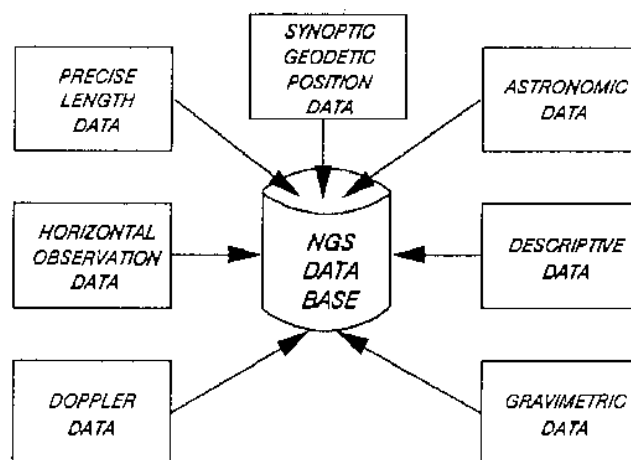 SYNOPTIC
GEODETIC
POSITION
DATA
PRECISE
LENGTH
DATA
ASTRONOMIC
DATA
HORIZONTAL
OBSERVATION
DATA
NGS
DATA
BASE
DESCRIPTIVE
DATA
DOPPLER
DATA
GRAVIMETRIC
DATA